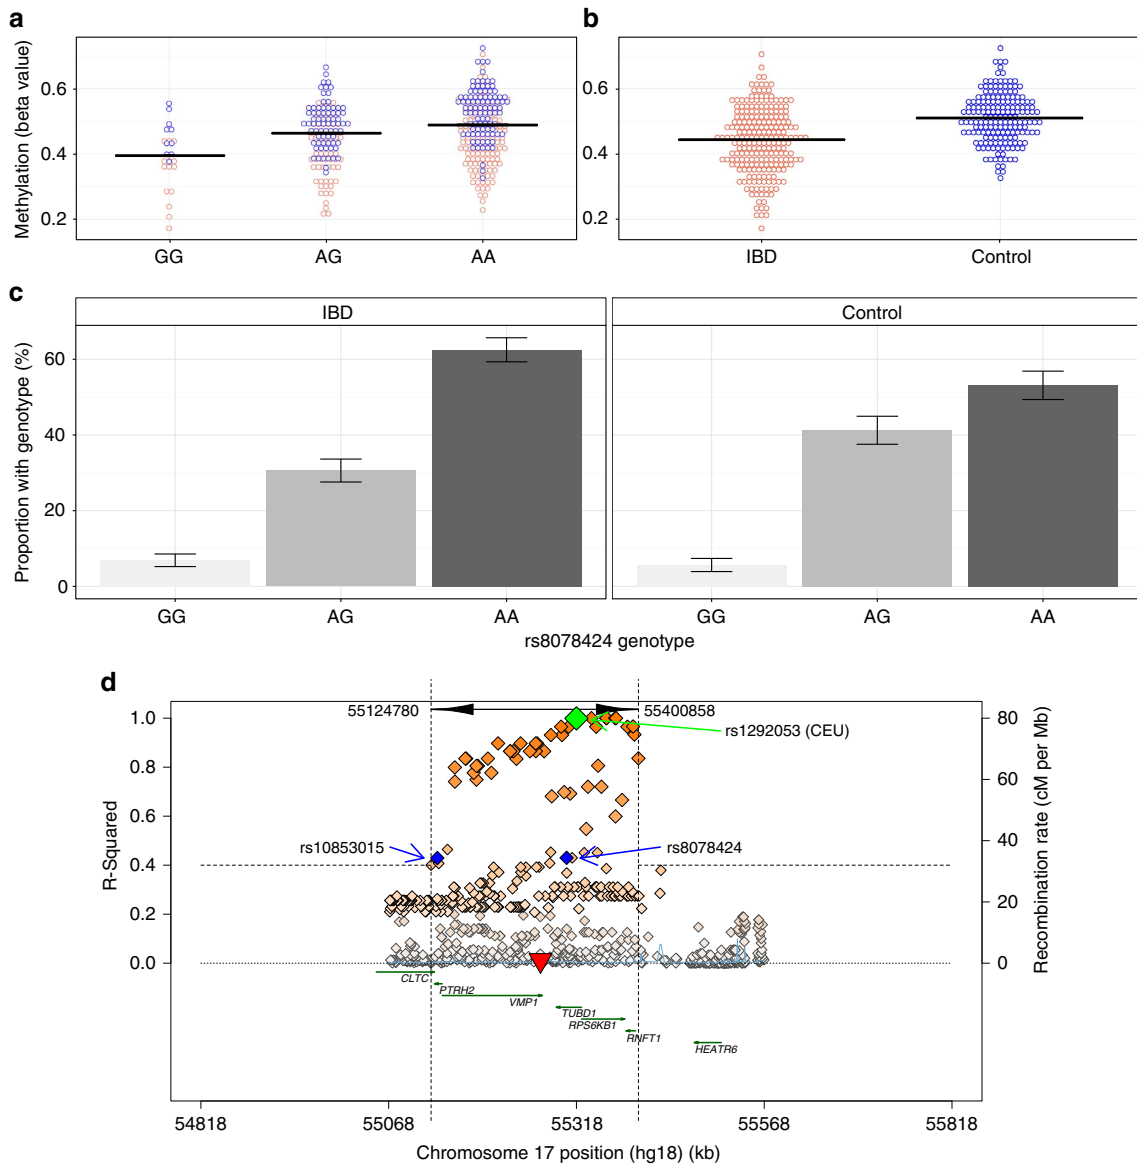 a
b
Methylation (beta value)
0.6
0.4
0.2
GG
AG
AA
0.6
0.4
0.2
IBD
Control
c
IBD
Control
Proportion with genotype (%)
60
40
20
0
GG
AG
AA
GG
AG
AA
rs8078424 genotype
d
55124780
55400858
rs1292053 (CEU)
rs10853015
rs8078424
R-Squared
1.0
0.8
0.6
0.4
0.2
0.0
80
60
40
20
0
Recombination rate (cM per Mb)
CLTC
PTRH2
VMP1
TUBD1
RPS6KB1
RNFT1
HEATR6
54818
55068
55318
55568
55818
Chromosome 17 position (hg18) (kb)